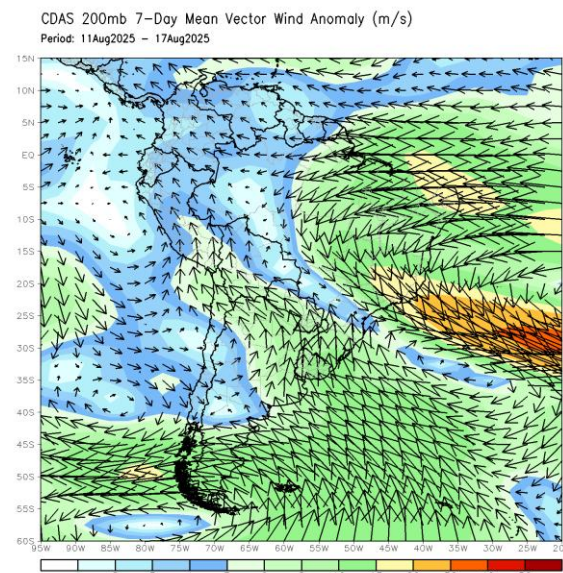 CDAS 200mb 7-Day Mean Vector Wind Anomaly (m/s)
Period: 11Aug2025 - 17Aug2025
15N
10N
5N
EQ
5S
10S
15S
20S
25S
30S
35S
40S
45S
50S
55S
60S
95W 90W 85W 80W 75W 70W 65W 60W 55W 50W 45W 40W 35W 30W 25W 20W